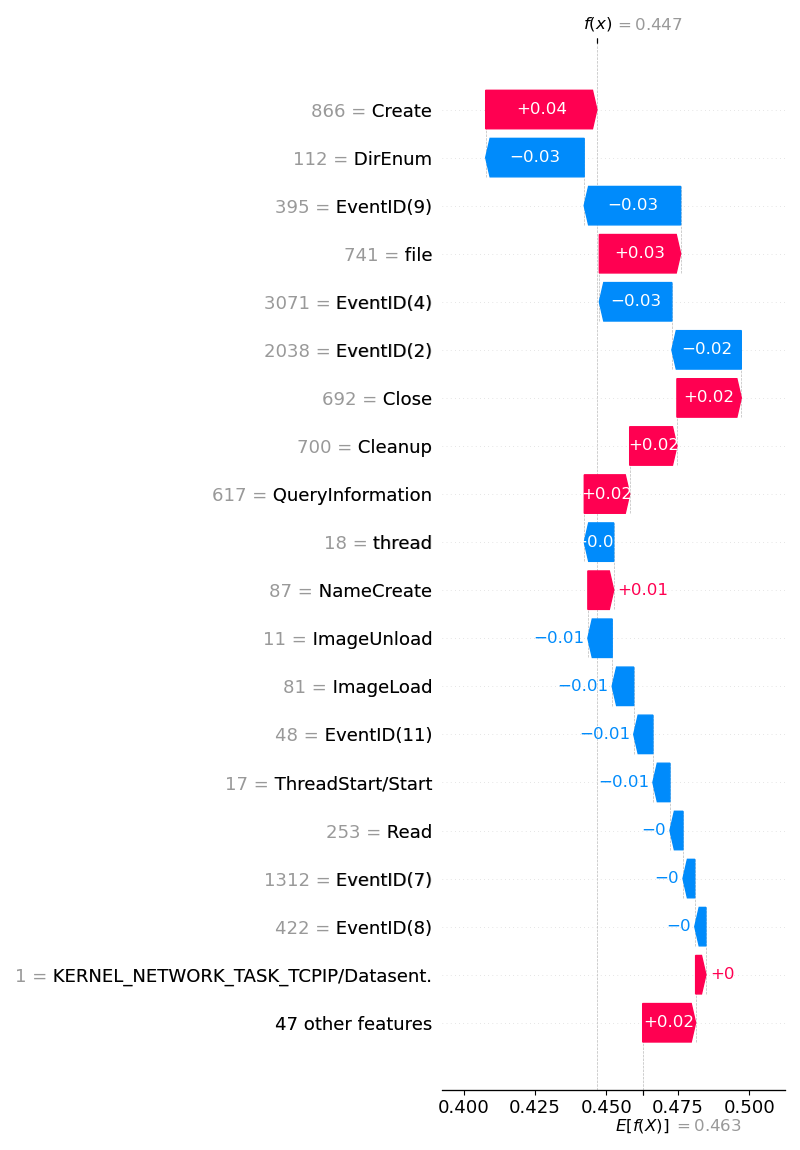 f(x) = 0.447
866 = Create +0.04
112 = DirEnum −0.03
395 = EventID(9) −0.03
741 = file +0.03
3071 = EventID(4) −0.03
2038 = EventID(2) −0.02
692 = Close +0.02
700 = Cleanup +0.02
617 = QueryInformation +0.02
18 = thread -0.0
87 = NameCreate +0.01
11 = ImageUnload −0.01
81 = ImageLoad −0.01
48 = EventID(11) −0.01
17 = ThreadStart/Start −0.01
253 = Read −0
1312 = EventID(7) −0
422 = EventID(8) −0
1 = KERNEL_NETWORK_TASK_TCPIP/Datasent. +0
47 other features +0.02
0.400 0.425 0.450 0.475 0.500
E[f(X)] = 0.463